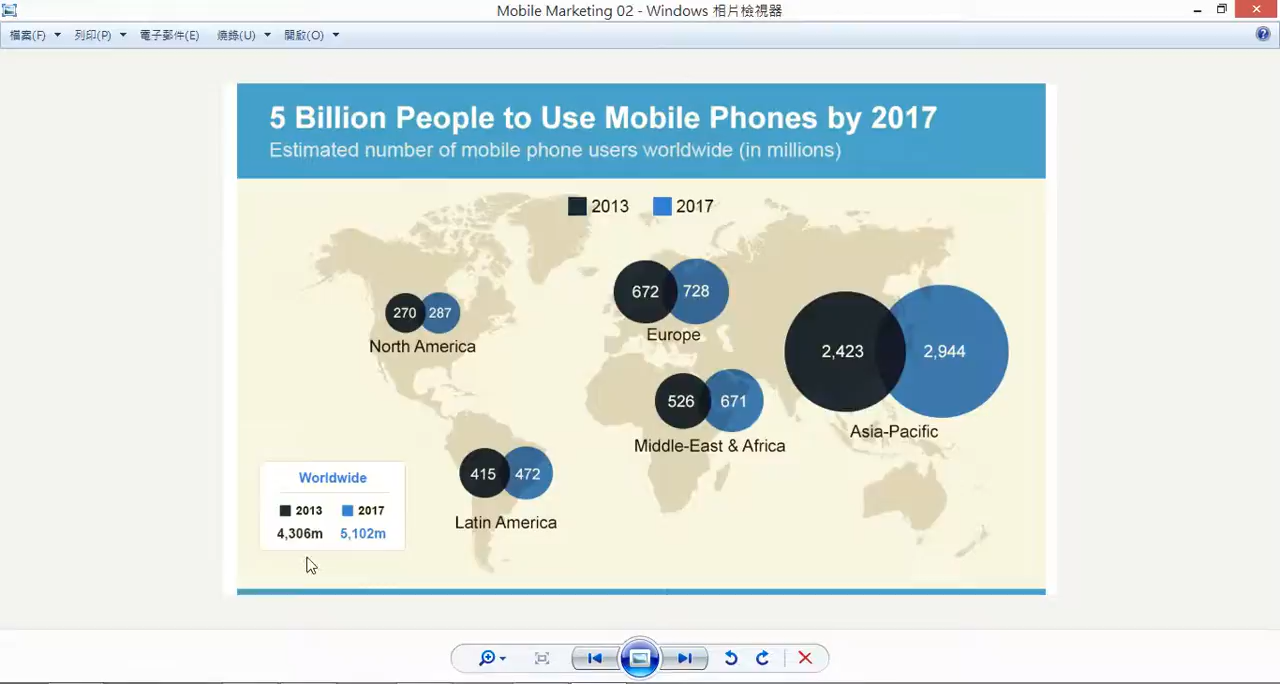 Mobile Marketing 02 - Windows 相片檢視器
檔案(F) 列印(P) 電子郵件(E) 燒錄(U) 開啟(O)
5 Billion People to Use Mobile Phones by 2017
Estimated number of mobile phone users worldwide (in millions)
2013 2017
672 728
Europe
270 287
North America
2,423 2,944
Asia-Pacific
526 671
Middle-East & Africa
415 472
Latin America
Worldwide
2013 2017
4,306m 5,102m